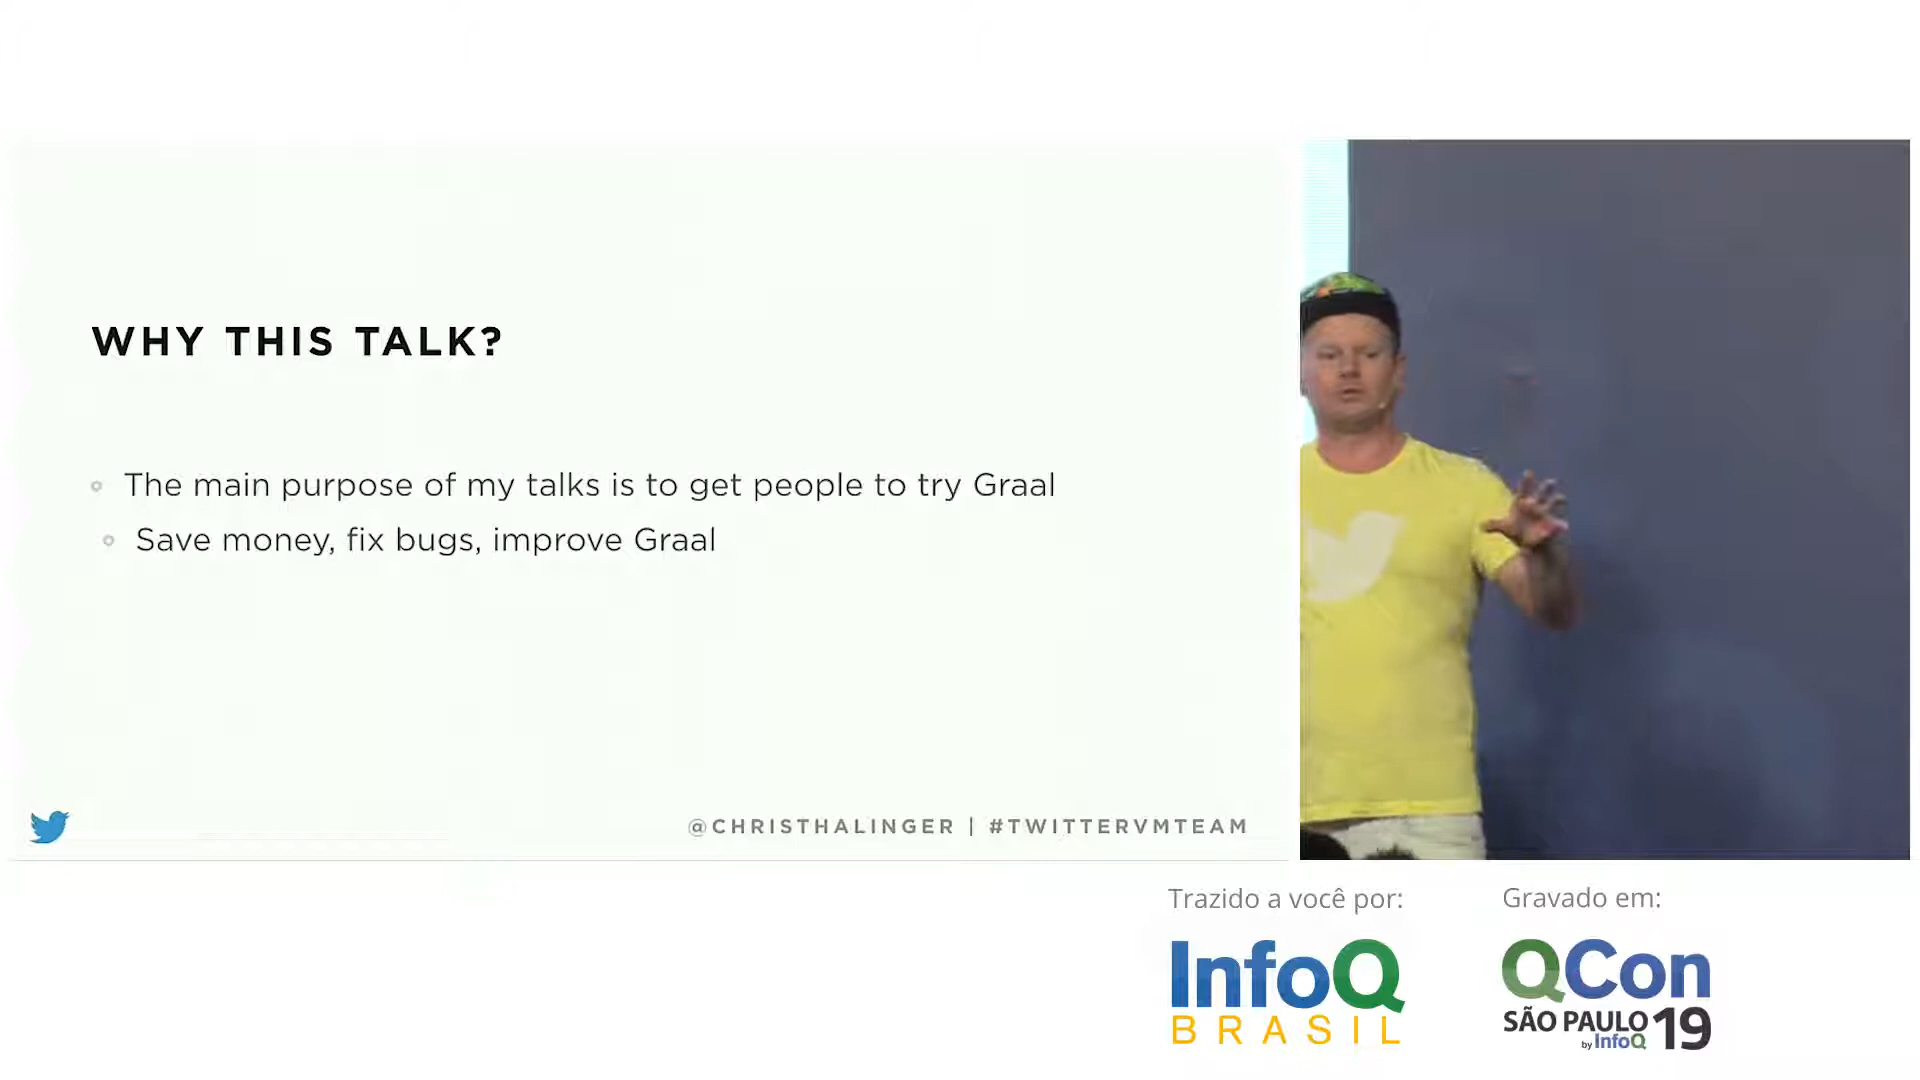 WHY THIS TALK?
The main purpose of my talks is to get people to try Graal
Save money, fix bugs, improve Graal
@CHRISTHALINGER | #TWITTERVMTEAM
Trazido a você por:
InfoQ
BRASIL
Gravado em:
QCon
SÃO PAULO 19
by InfoQ